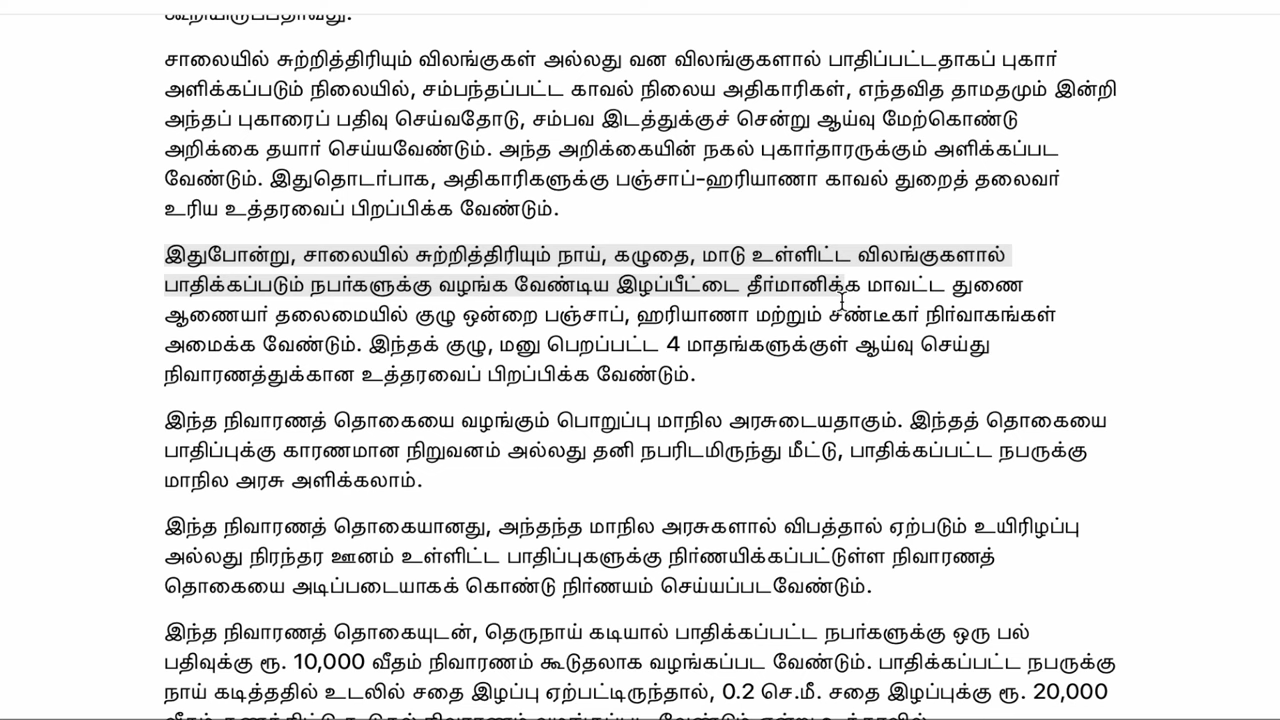 கூறியிருப்பதாவது:
சாலையில் சுற்றித்திரியும் விலங்குகள் அல்லது வன விலங்குகளால் பாதிப்பட்டதாகப் புகார்
அளிக்கப்படும் நிலையில், சம்பந்தப்பட்ட காவல் நிலைய அதிகாரிகள், எந்தவித தாமதமும் இன்றி
அந்தப் புகாரைப் பதிவு செய்வதோடு, சம்பவ இடத்துக்குச் சென்று ஆய்வு மேற்கொண்டு
அறிக்கை தயார் செய்யவேண்டும். அந்த அறிக்கையின் நகல் புகார்தாரருக்கும் அளிக்கப்பட
வேண்டும். இதுதொடர்பாக, அதிகாரிகளுக்கு பஞ்சாப்-ஹரியாணா காவல் துறைத் தலைவர்
உரிய உத்தரவைப் பிறப்பிக்க வேண்டும்.
இதுபோன்று, சாலையில் சுற்றித்திரியும் நாய், கழுதை, மாடு உள்ளிட்ட விலங்குகளால்
பாதிக்கப்படும் நபர்களுக்கு வழங்க வேண்டிய இழப்பீட்டை தீர்மானிக்க மாவட்ட துணை
ஆணையர் தலைமையில் குழு ஒன்றை பஞ்சாப், ஹரியாணா மற்றும் சண்டீகர் நிர்வாகங்கள்
அமைக்க வேண்டும். இந்தக் குழு, மனு பெறப்பட்ட 4 மாதங்களுக்குள் ஆய்வு செய்து
நிவாரணத்துக்கான உத்தரவைப் பிறப்பிக்க வேண்டும்.
இந்த நிவாரணத் தொகையை வழங்கும் பொறுப்பு மாநில அரசுடையதாகும். இந்தத் தொகையை
பாதிப்புக்கு காரணமான நிறுவனம் அல்லது தனி நபரிடமிருந்து மீட்டு, பாதிக்கப்பட்ட நபருக்கு
மாநில அரசு அளிக்கலாம்.
இந்த நிவாரணத் தொகையானது, அந்தந்த மாநில அரசுகளால் விபத்தால் ஏற்படும் உயிரிழப்பு
அல்லது நிரந்தர ஊனம் உள்ளிட்ட பாதிப்புகளுக்கு நிர்ணயிக்கப்பட்டுள்ள நிவாரணத்
தொகையை அடிப்படையாகக் கொண்டு நிர்ணயம் செய்யப்படவேண்டும்.
இந்த நிவாரணத் தொகையுடன், தெருநாய் கடியால் பாதிக்கப்பட்ட நபர்களுக்கு ஒரு பல்
பதிவுக்கு ரூ. 10,000 வீதம் நிவாரணம் கூடுதலாக வழங்கப்பட வேண்டும். பாதிக்கப்பட்ட நபருக்கு
நாய் கடித்ததில் உடலில் சதை இழப்பு ஏற்பட்டிருந்தால், 0.2 செ.மீ. சதை இழப்புக்கு ரூ. 20,000